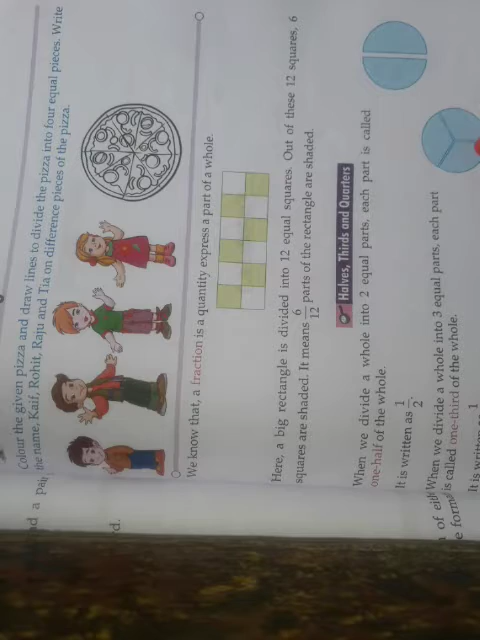 Colour the given pizza and draw lines to divide the pizza into four equal pieces. Write
the name, Kaif, Rohit, Raju and Tia on difference pieces of the pizza.
We know that, a fraction is a quantity express a part of a whole.
Here, a big rectangle is divided into 12 equal squares. Out of these 12 squares, 6
squares are shaded. It means 6/12 parts of the rectangle are shaded.
Halves, Thirds and Quarters
When we divide a whole into 2 equal parts, each part is called
one-half of the whole.
It is written as 1/2
When we divide a whole into 3 equal parts, each part
is called one-third of the whole.
It is written
1
d.
of